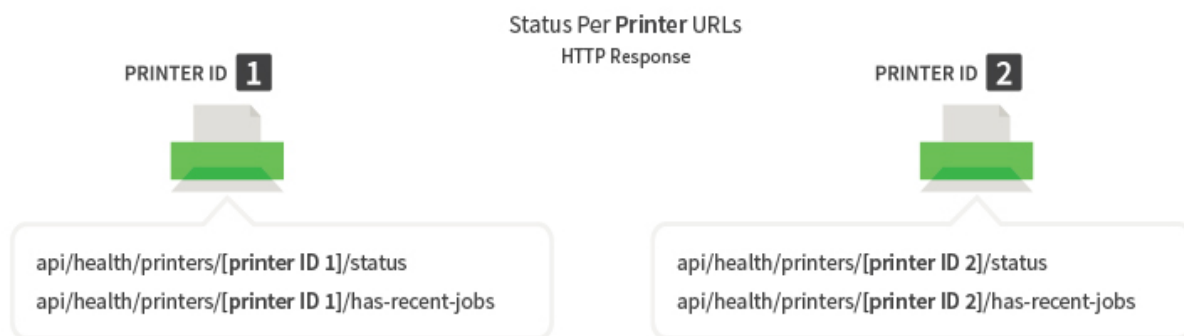 Status Per Printer URLs
HTTP Response
PRINTER ID 1
PRINTER ID 2
api/health/printers/[printer ID 1]/status
api/health/printers/[printer ID 1]/has-recent-jobs
api/health/printers/[printer ID 2]/status
api/health/printers/[printer ID 2]/has-recent-jobs